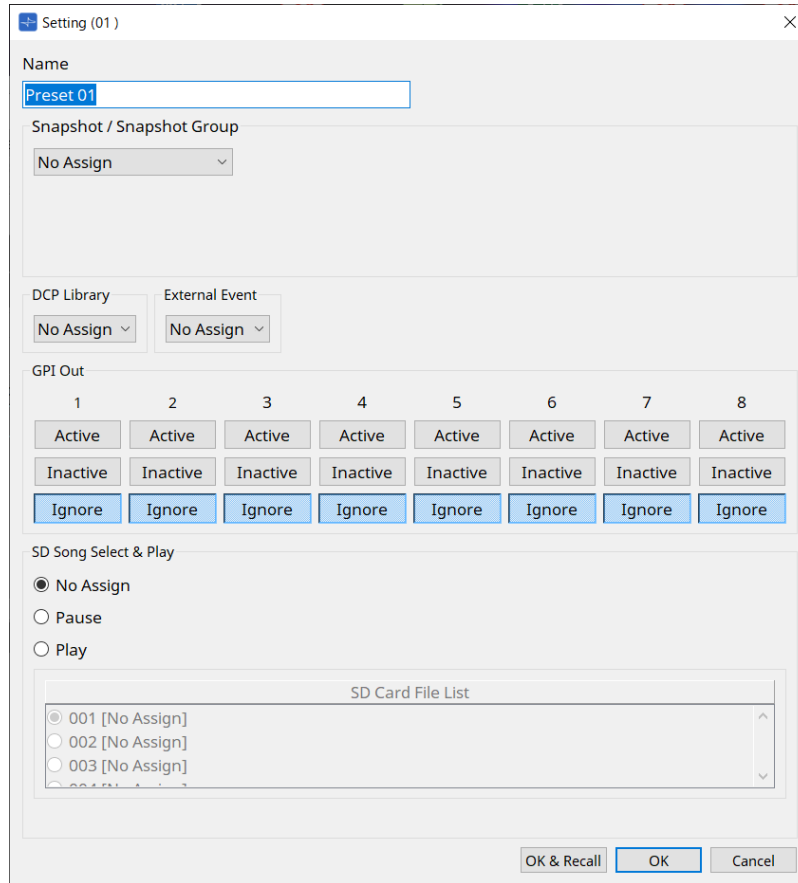 Setting (01 )
Name
Preset 01
Snapshot / Snapshot Group
No Assign
DCP Library External Event
No Assign No Assign
GPI Out
1 2 3 4 5 6 7 8
Active Active Active Active Active Active Active Active
Inactive Inactive Inactive Inactive Inactive Inactive Inactive Inactive
Ignore Ignore Ignore Ignore Ignore Ignore Ignore Ignore
SD Song Select & Play
No Assign
Pause
Play
SD Card File List
001 [No Assign]
002 [No Assign]
003 [No Assign]
OK & Recall OK Cancel